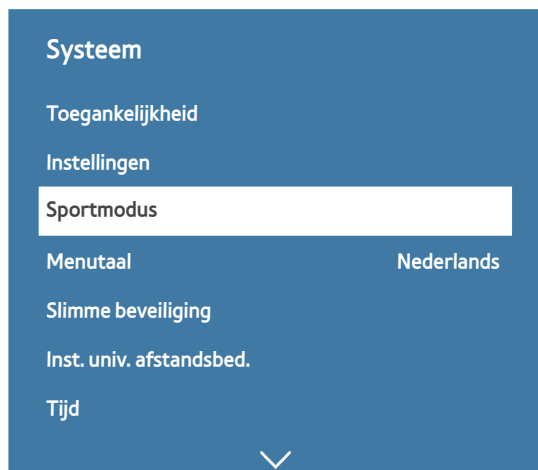 Systeem
Toegankelijkheid
Instellingen
Sportmodus
Menutaal Nederlands
Slimme beveiliging
Inst. univ. afstandsbed.
Tijd